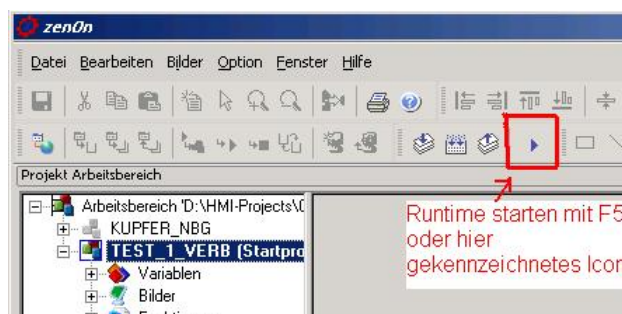 zenOn
Datei Bearbeiten Bilder Option Fenster Hilfe
Projekt Arbeitsbereich
Arbeitsbereich 'D:\HMI-Projects\
KUPFER_NBG
TEST_1_VERB (Startpro
Variablen
Bilder
Runtime starten mit F5
oder hier
gekennzeichnetes Icon